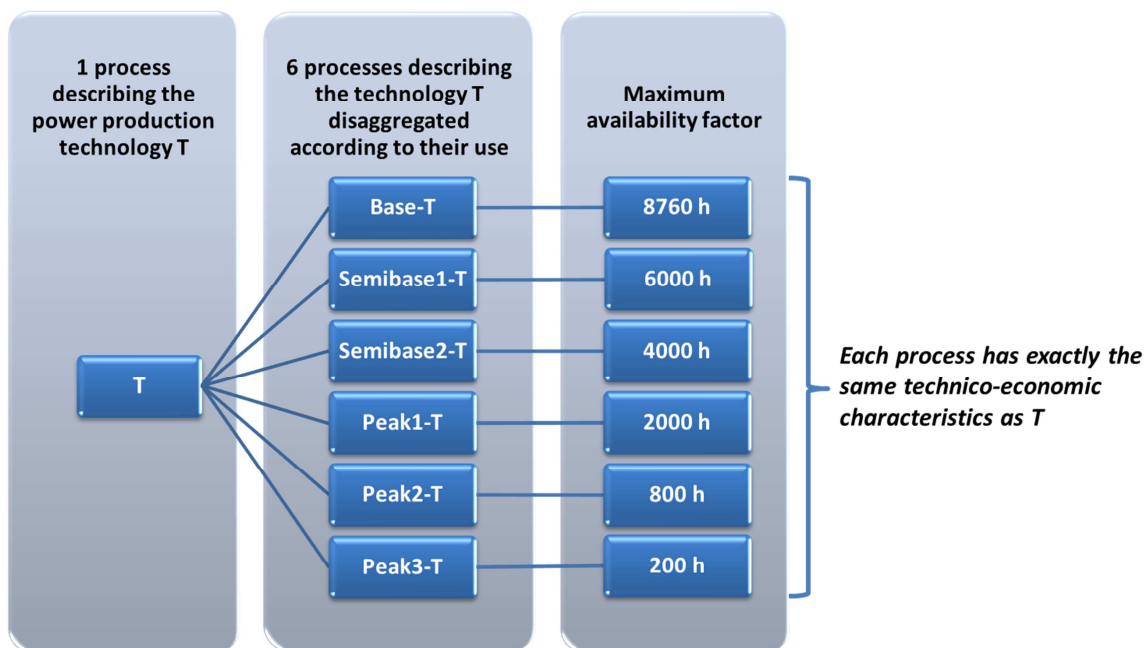 1 process
describing the
power production
technology T
6 processes describing
the technology T
disaggregated
according to their use
Maximum
availability factor
T
Base-T
8760 h
Semibase1-T
6000 h
Semibase2-T
4000 h
Peak1-T
2000 h
Peak2-T
800 h
Peak3-T
200 h
Each process has exactly the
same technico-economic
characteristics as T